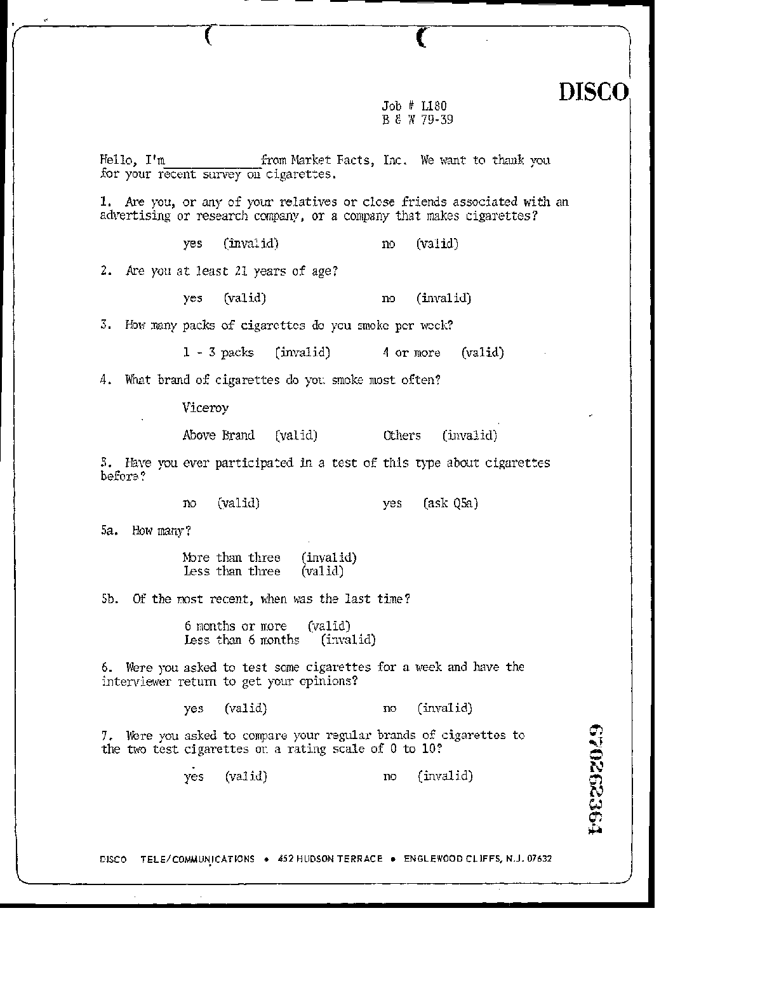 DISCO
Job # L180
B & W 79-39
Hello, I'm______________from Market Facts, Inc. We want to thank you
for your recent survey on cigarettes.
1. Are you, or any of your relatives or close friends associated with an
advertising or research company, or a company that makes cigarettes?
yes (invalid) no (valid)
2. Are you at least 21 years of age?
yes (valid) no (invalid)
3. How many packs of cigarettes do you smoke per week?
1 - 3 packs (invalid) 4 or more (valid)
4. What brand of cigarettes do you smoke most often?
Viceroy
Above Brand (valid) Others (invalid)
5. Have you ever participated in a test of this type about cigarettes
before?
no (valid) yes (ask Q5a)
5a. How many?
More than three (invalid)
Less than three (valid)
5b. Of the most recent, when was the last time?
6 months or more (valid)
Less than 6 months (invalid)
6. Were you asked to test some cigarettes for a week and have the
interviewer return to get your opinions?
yes (valid) no (invalid)
7. Were you asked to compare your regular brands of cigarettes to
the two test cigarettes on a rating scale of 0 to 10?
yes (valid) no (invalid)
670262364
DISCO TELE/COMMUNICATIONS • 452 HUDSON TERRACE • ENGLEWOOD CLIFFS, N.J. 07632